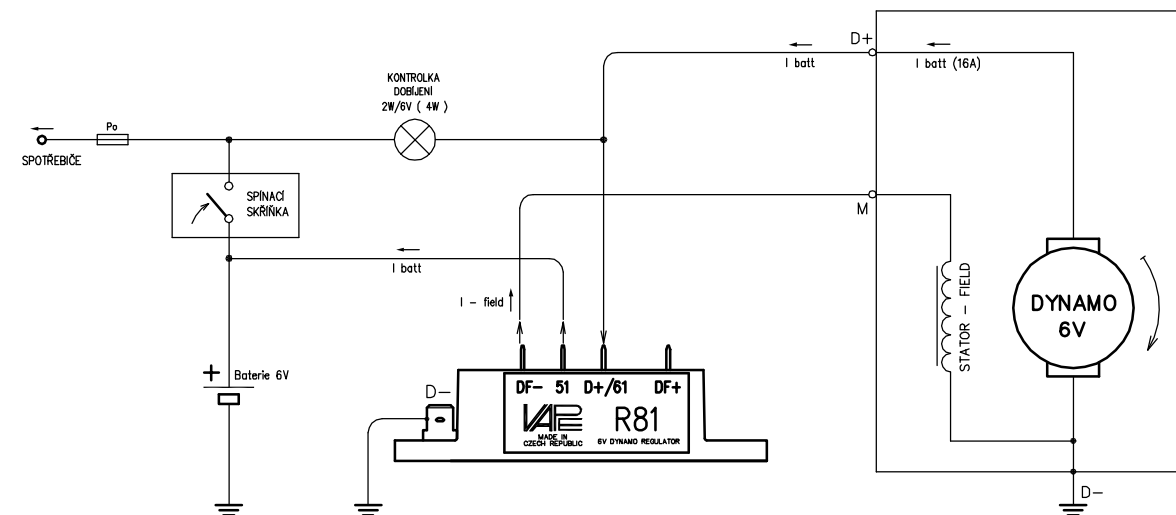 D+
I batt
I batt (16A)
KONTROLKA
DOBÍJENÍ
2W/6V ( 4W )
Po
SPOTŘEBIČE
SPÍNACÍ
SKŘÍŇKA
M
I batt
I - field
STATOR - FIELD
DYNAMO
6V
+ Baterie 6V
D-
DF- 51 D+/61 DF+
VAPE
R81
MADE IN
CZECH REPUBLIC
6V DYNAMO REGULATOR
D-